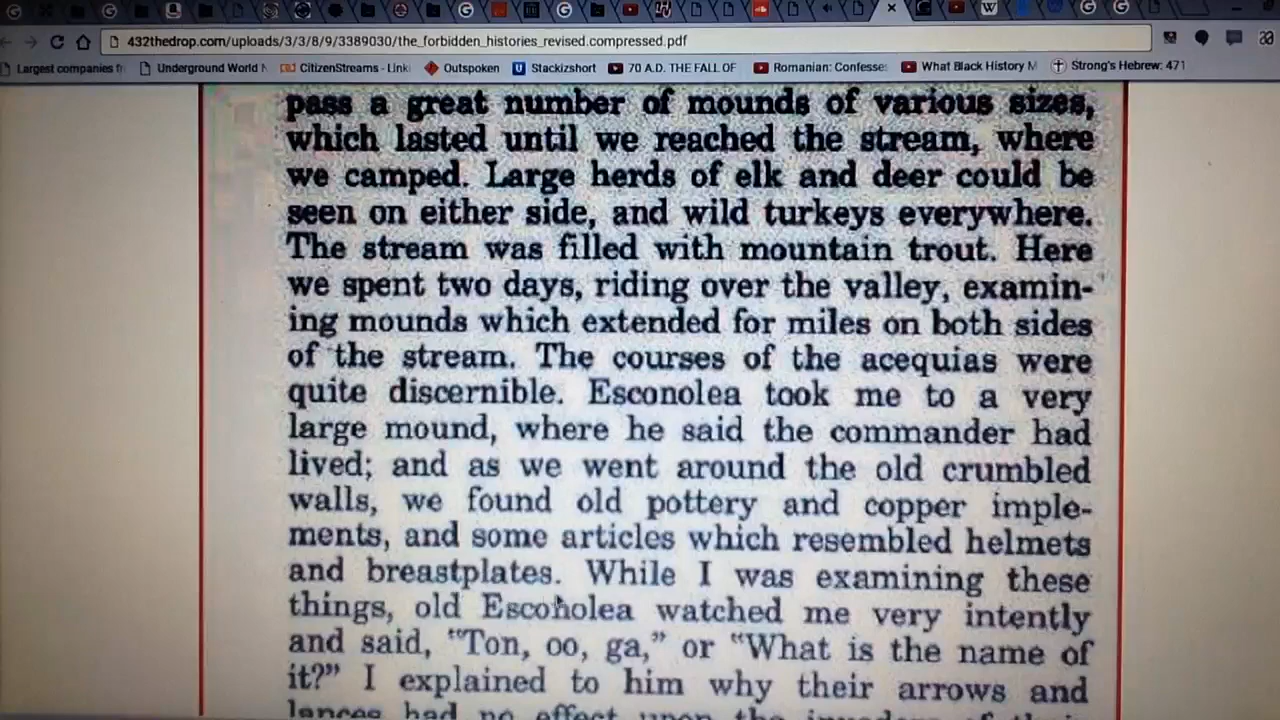 432thedrop.com/uploads/3/3/8/9/3389030/the_forbidden_histories_revised.compressed.pdf
Largest companies fr Underground World N CitizenStreams - Link Outspoken Stackizshort 70 A.D. THE FALL OF Romanian: Confesse: What Black History M Strong's Hebrew: 471
pass a great number of mounds of various sizes,
which lasted until we reached the stream, where
we camped. Large herds of elk and deer could be
seen on either side, and wild turkeys everywhere.
The stream was filled with mountain trout. Here
we spent two days, riding over the valley, examin-
ing mounds which extended for miles on both sides
of the stream. The courses of the acequias were
quite discernible. Esconolea took me to a very
large mound, where he said the commander had
lived; and as we went around the old crumbled
walls, we found old pottery and copper imple-
ments, and some articles which resembled helmets
and breastplates. While I was examining these
things, old Esconolea watched me very intently
and said, "Ton, oo, ga," or "What is the name of
it?" I explained to him why their arrows and
lances had no effect upon the invaders of their